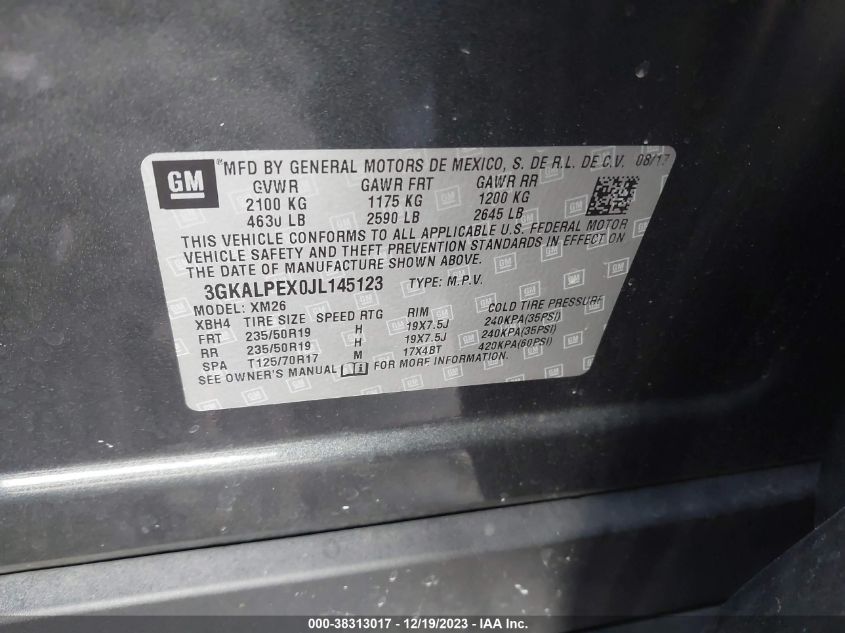 GM ® MFD BY GENERAL MOTORS DE MEXICO, S. DE R.L. DE C.V. 08/17
GVWR GAWR FRT GAWR RR
2100 KG 1175 KG 1200 KG
4630 LB 2590 LB 2645 LB
THIS VEHICLE CONFORMS TO ALL APPLICABLE U.S. FEDERAL MOTOR
VEHICLE SAFETY AND THEFT PREVENTION STANDARDS IN EFFECT ON
THE DATE OF MANUFACTURE SHOWN ABOVE.
3GKALPEX0JL145123 TYPE: M.P.V.
MODEL: XM26
XBH4 TIRE SIZE SPEED RTG RIM COLD TIRE PRESSURE
FRT 235/50R19 H 19X7.5J 240KPA(35PSI)
RR 235/50R19 H 19X7.5J 240KPA(35PSI)
SPA T125/70R17 M 17X4BT 420KPA(60PSI)
SEE OWNER'S MANUAL FOR MORE INFORMATION.
000-38313017 - 12/19/2023 - IAA Inc.